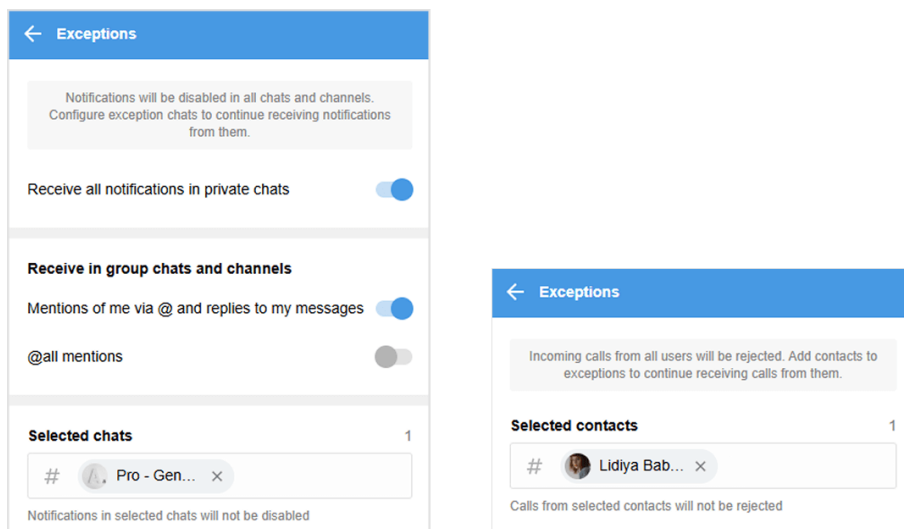 Exceptions
Notifications will be disabled in all chats and channels.
Configure exception chats to continue receiving notifications
from them.
Receive all notifications in private chats
Receive in group chats and channels
Mentions of me via @ and replies to my messages
@all mentions
Selected chats 1
# Pro - Gen...
Notifications in selected chats will not be disabled
Exceptions
Incoming calls from all users will be rejected. Add contacts to
exceptions to continue receiving calls from them.
Selected contacts 1
# Lidiya Bab...
Calls from selected contacts will not be rejected